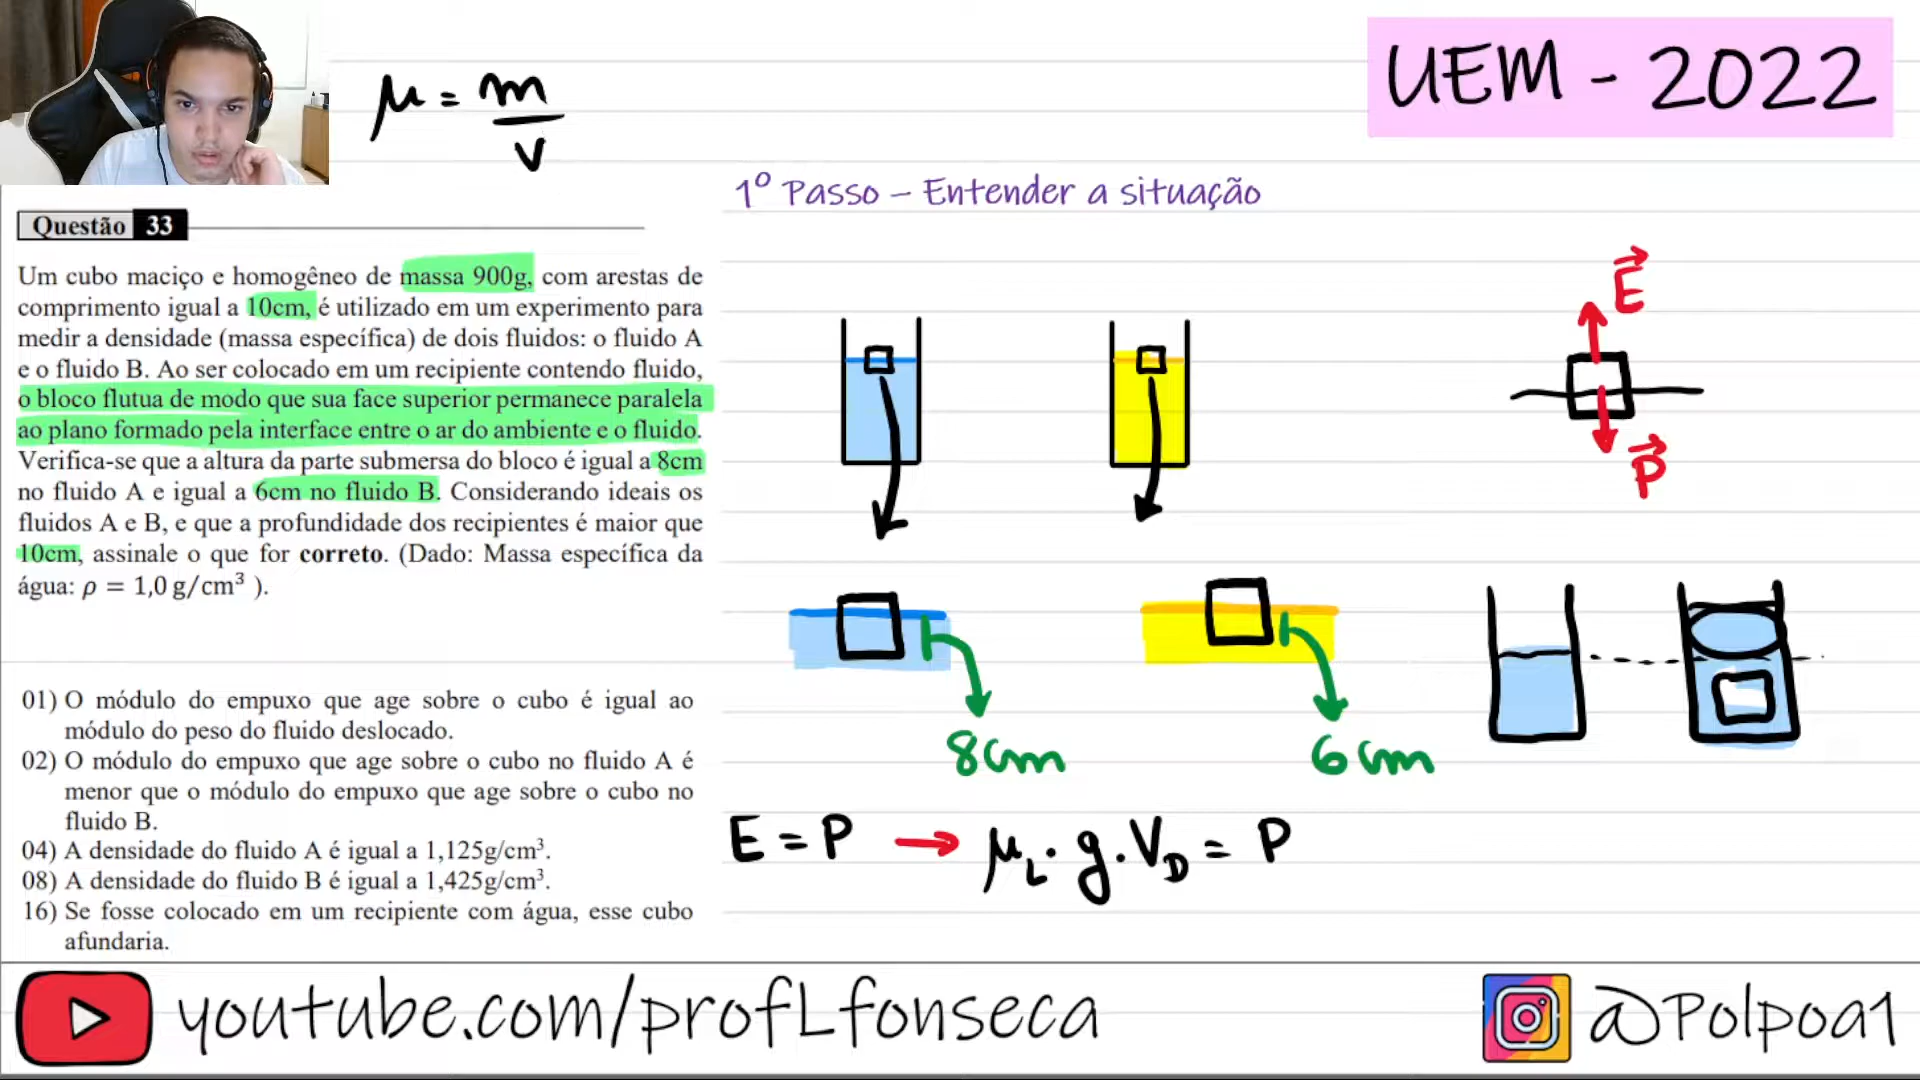 μ = m
v
UEM - 2022
1º Passo – Entender a situação
Questão 33
Um cubo maciço e homogêneo de massa 900g, com arestas de
comprimento igual a 10cm, é utilizado em um experimento para
medir a densidade (massa específica) de dois fluidos: o fluido A
e o fluido B. Ao ser colocado em um recipiente contendo fluido,
o bloco flutua de modo que sua face superior permanece paralela
ao plano formado pela interface entre o ar do ambiente e o fluido.
Verifica-se que a altura da parte submersa do bloco é igual a 8cm
no fluido A e igual a 6cm no fluido B. Considerando ideais os
fluidos A e B, e que a profundidade dos recipientes é maior que
10cm, assinale o que for correto. (Dado: Massa específica da
água: ρ = 1,0 g/cm³ ).
01) O módulo do empuxo que age sobre o cubo é igual ao
módulo do peso do fluido deslocado.
02) O módulo do empuxo que age sobre o cubo no fluido A é
menor que o módulo do empuxo que age sobre o cubo no
fluido B.
04) A densidade do fluido A é igual a 1,125g/cm³.
08) A densidade do fluido B é igual a 1,425g/cm³.
16) Se fosse colocado em um recipiente com água, esse cubo
afundaria.
E
P
8cm
6cm
E = P → μL . g . VD = P
youtube.com/profLfonseca
@Polpoa1